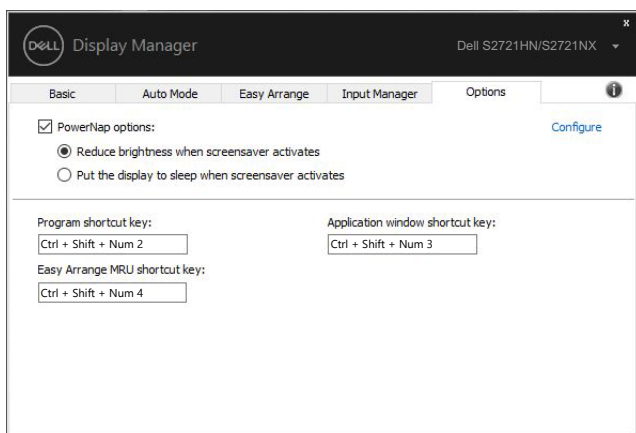 x
DELL Display Manager Dell S2721HN/S2721NX
Basic Auto Mode Easy Arrange Input Manager Options i
PowerNap options: Configure
Reduce brightness when screensaver activates
Put the display to sleep when screensaver activates
Program shortcut key: Application window shortcut key:
Ctrl + Shift + Num 2 Ctrl + Shift + Num 3
Easy Arrange MRU shortcut key:
Ctrl + Shift + Num 4